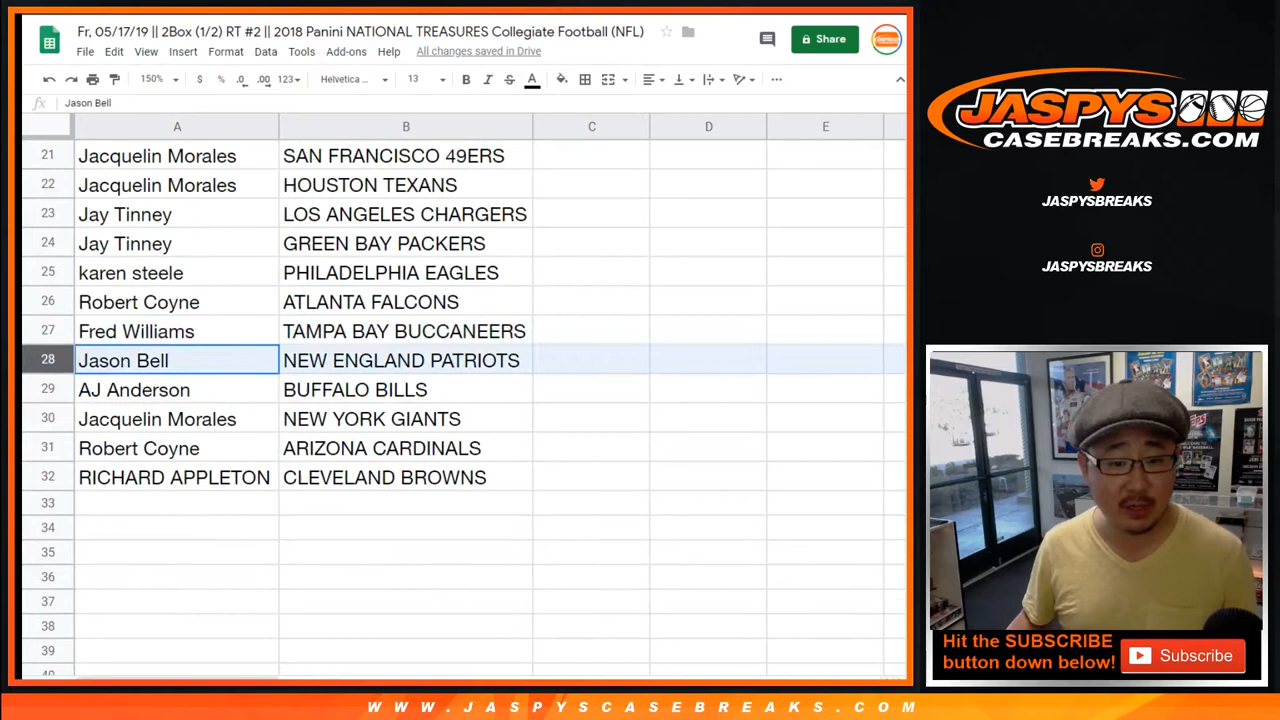 Fr, 05/17/19 || 2Box (1/2) RT #2 || 2018 Panini NATIONAL TREASURES Collegiate Football (NFL)
File Edit View Insert Format Data Tools Add-ons Help All changes saved in Drive
Share
150% $ % .0 .00 123 Helvetica ... 13 B I S A
fx Jason Bell
A B C D E
21 Jacquelin Morales SAN FRANCISCO 49ERS
22 Jacquelin Morales HOUSTON TEXANS
23 Jay Tinney LOS ANGELES CHARGERS
24 Jay Tinney GREEN BAY PACKERS
25 karen steele PHILADELPHIA EAGLES
26 Robert Coyne ATLANTA FALCONS
27 Fred Williams TAMPA BAY BUCCANEERS
28 Jason Bell NEW ENGLAND PATRIOTS
29 AJ Anderson BUFFALO BILLS
30 Jacquelin Morales NEW YORK GIANTS
31 Robert Coyne ARIZONA CARDINALS
32 RICHARD APPLETON CLEVELAND BROWNS
33
34
35
36
37
38
39
JASPYS
CASEBREAKS.COM
JASPYSBREAKS
JASPYSBREAKS
Hit the SUBSCRIBE
button down below!
Subscribe
WWW.JASPYSCASEBREAKS.COM